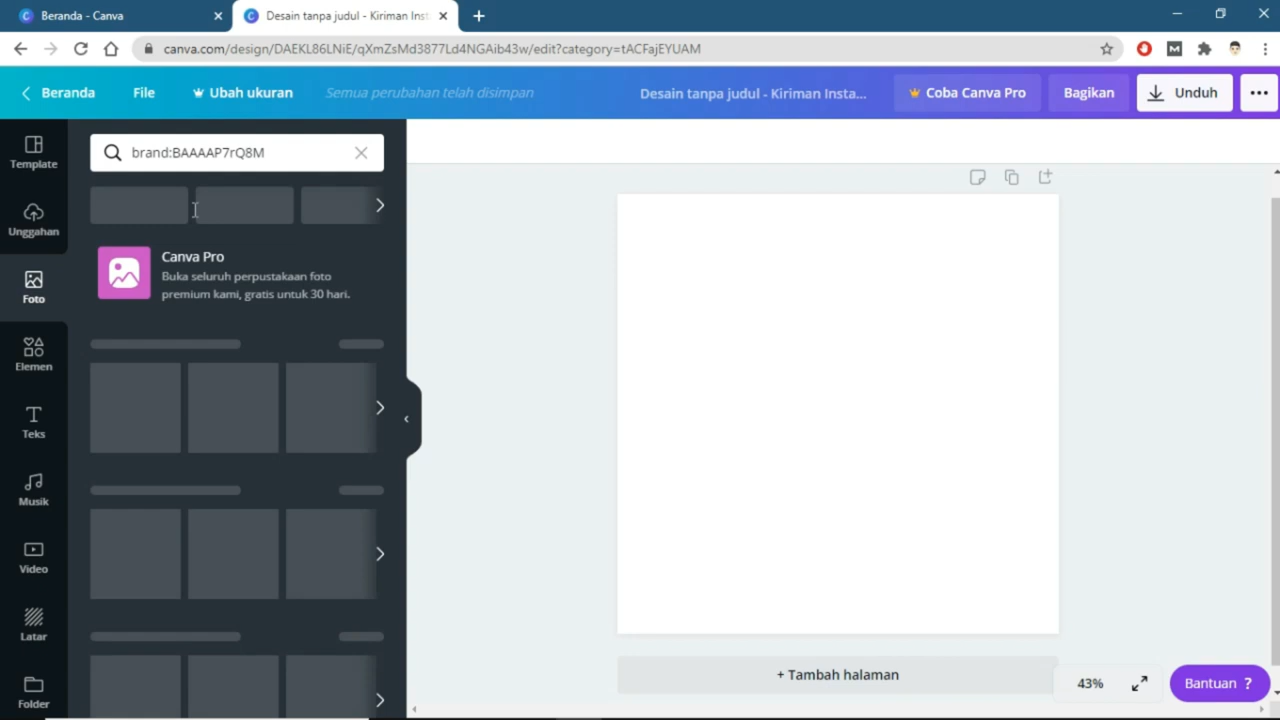 Beranda - Canva
Desain tanpa judul - Kiriman Inst
canva.com/design/DAEKL86LNiE/qXmZsMd3877Ld4NGAib43w/edit?category=tACFajEYUAM
Beranda
File
Ubah ukuran
Semua perubahan telah disimpan
Desain tanpa judul - Kiriman Insta...
Coba Canva Pro
Bagikan
Unduh
Template
Unggahan
Foto
Elemen
Teks
Musik
Video
Latar
Folder
brand:BAAAAP7rQ8M
Canva Pro
Buka seluruh perpustakaan foto
premium kami, gratis untuk 30 hari.
+ Tambah halaman
43%
Bantuan ?